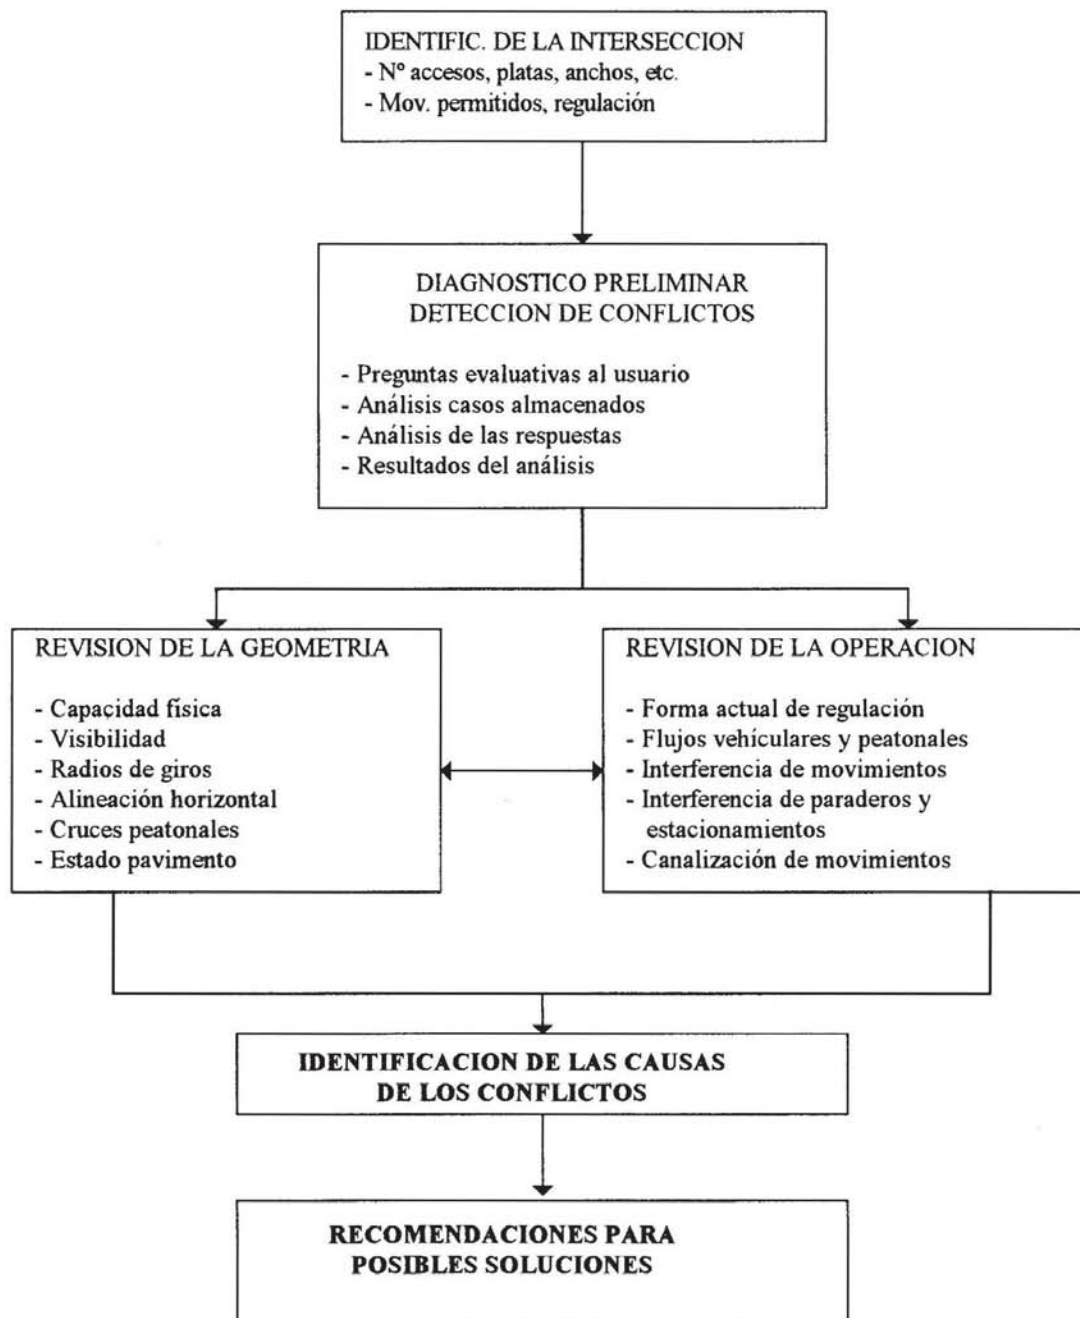 IDENTIFIC. DE LA INTERSECCION
- Nº accesos, platas, anchos, etc.
- Mov. permitidos, regulación
DIAGNOSTICO PRELIMINAR
DETECCION DE CONFLICTOS
- Preguntas evaluativas al usuario
- Análisis casos almacenados
- Análisis de las respuestas
- Resultados del análisis
REVISION DE LA GEOMETRIA
- Capacidad física
- Visibilidad
- Radios de giros
- Alineación horizontal
- Cruces peatonales
- Estado pavimento
REVISION DE LA OPERACION
- Forma actual de regulación
- Flujos vehículares y peatonales
- Interferencia de movimientos
- Interferencia de paraderos y
estacionamientos
- Canalización de movimientos
IDENTIFICACION DE LAS CAUSAS
DE LOS CONFLICTOS
RECOMENDACIONES PARA
POSIBLES SOLUCIONES